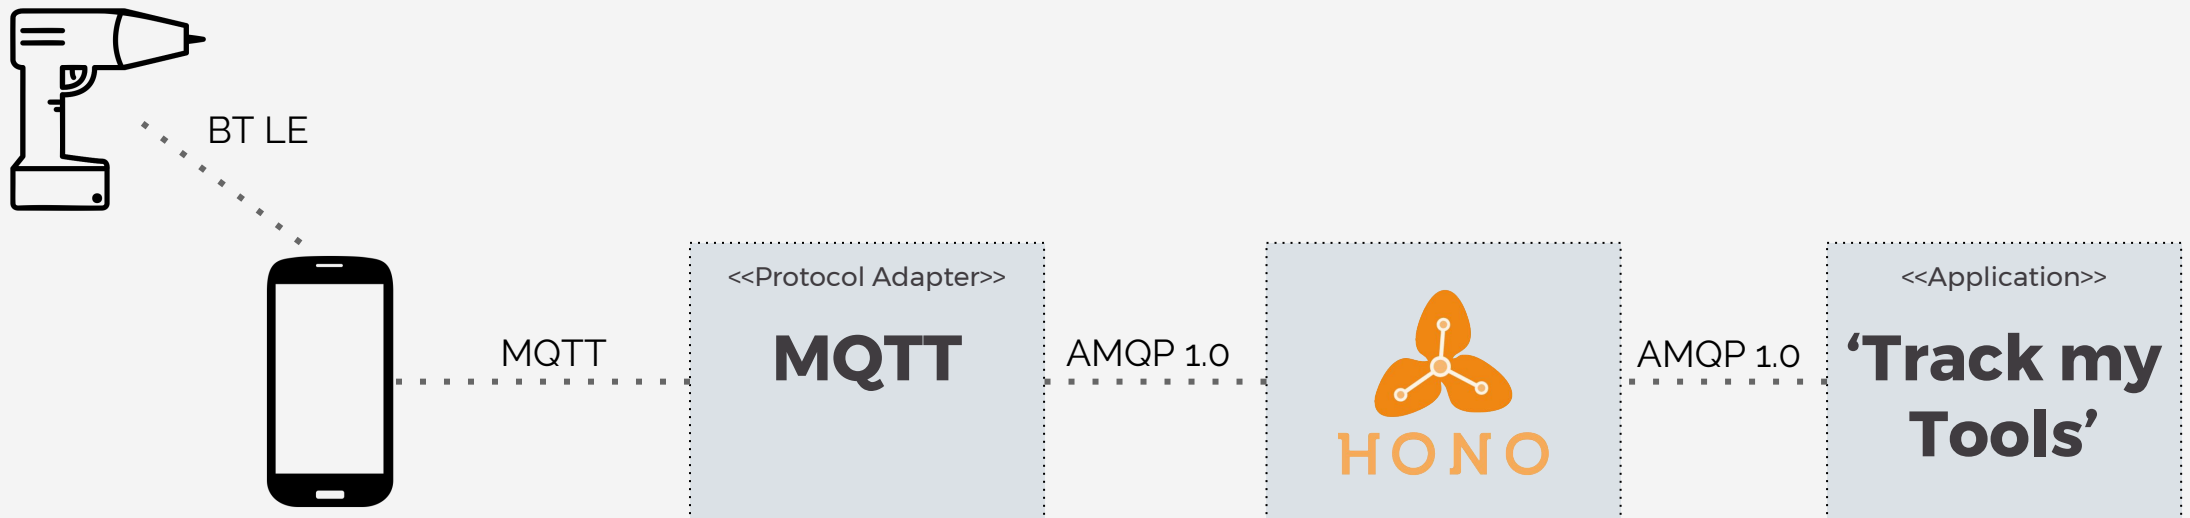 BT LE
MQTT
<<Protocol Adapter>>
MQTT
AMQP 1.0
HONO
AMQP 1.0
<<Application>>
‘Track my
Tools’